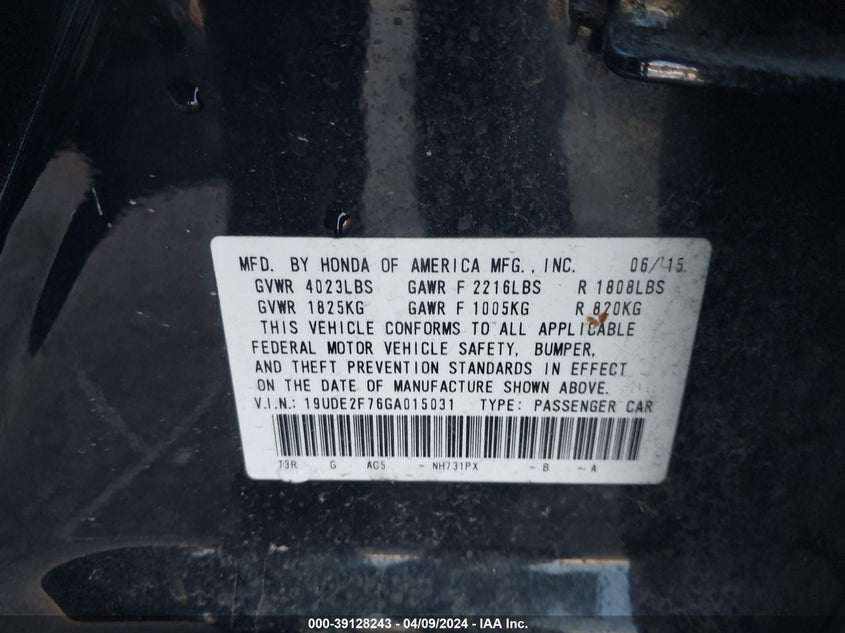 MFD. BY HONDA OF AMERICA MFG., INC. 06/'15
GVWR 4023LBS GAWR F 2216LBS R 1808LBS
GVWR 1825KG GAWR F 1005KG R 820KG
THIS VEHICLE CONFORMS TO ALL APPLICABLE
FEDERAL MOTOR VEHICLE SAFETY, BUMPER,
AND THEFT PREVENTION STANDARDS IN EFFECT
ON THE DATE OF MANUFACTURE SHOWN ABOVE.
V.I.N.: 19UDE2F76GA015031 TYPE: PASSENGER CAR
T3R G AC5 - NH731PX - B - A
000-39128243 - 04/09/2024 - IAA Inc.